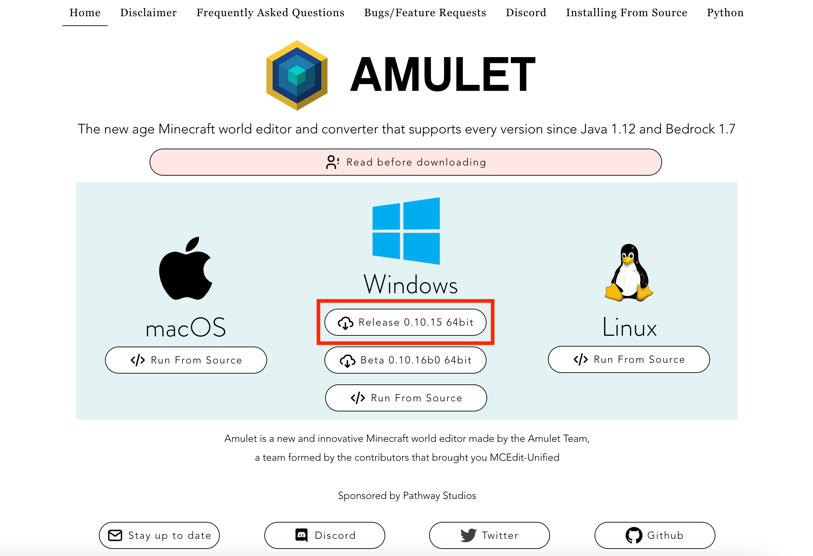 Home Disclaimer Frequently Asked Questions Bugs/Feature Requests Discord Installing From Source Python
AMULET
The new age Minecraft world editor and converter that supports every version since Java 1.12 and Bedrock 1.7
Read before downloading
macOS
Run From Source
Windows
Release 0.10.15 64bit
Beta 0.10.16b0 64bit
Run From Source
Linux
Run From Source
Amulet is a new and innovative Minecraft world editor made by the Amulet Team,
a team formed by the contributors that brought you MCEdit-Unified
Sponsored by Pathway Studios
Stay up to date Discord Twitter Github